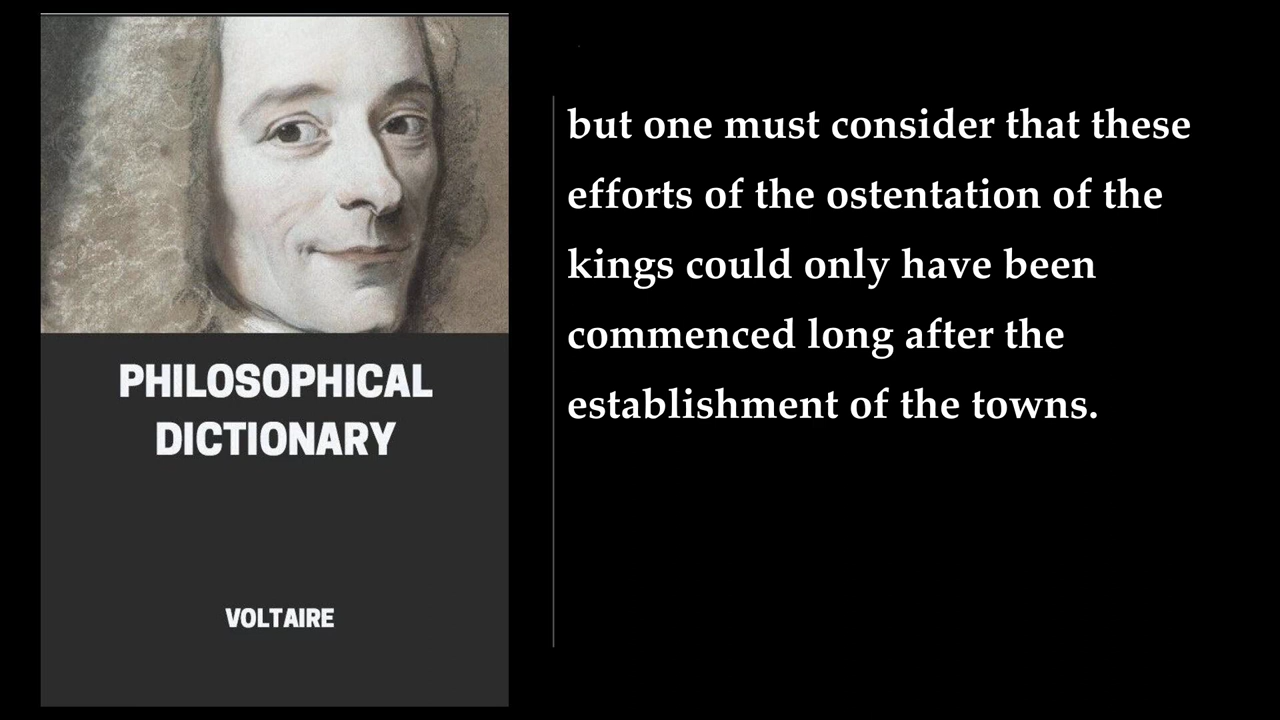 PHILOSOPHICAL
DICTIONARY
VOLTAIRE
but one must consider that these
efforts of the ostentation of the
kings could only have been
commenced long after the
establishment of the towns.